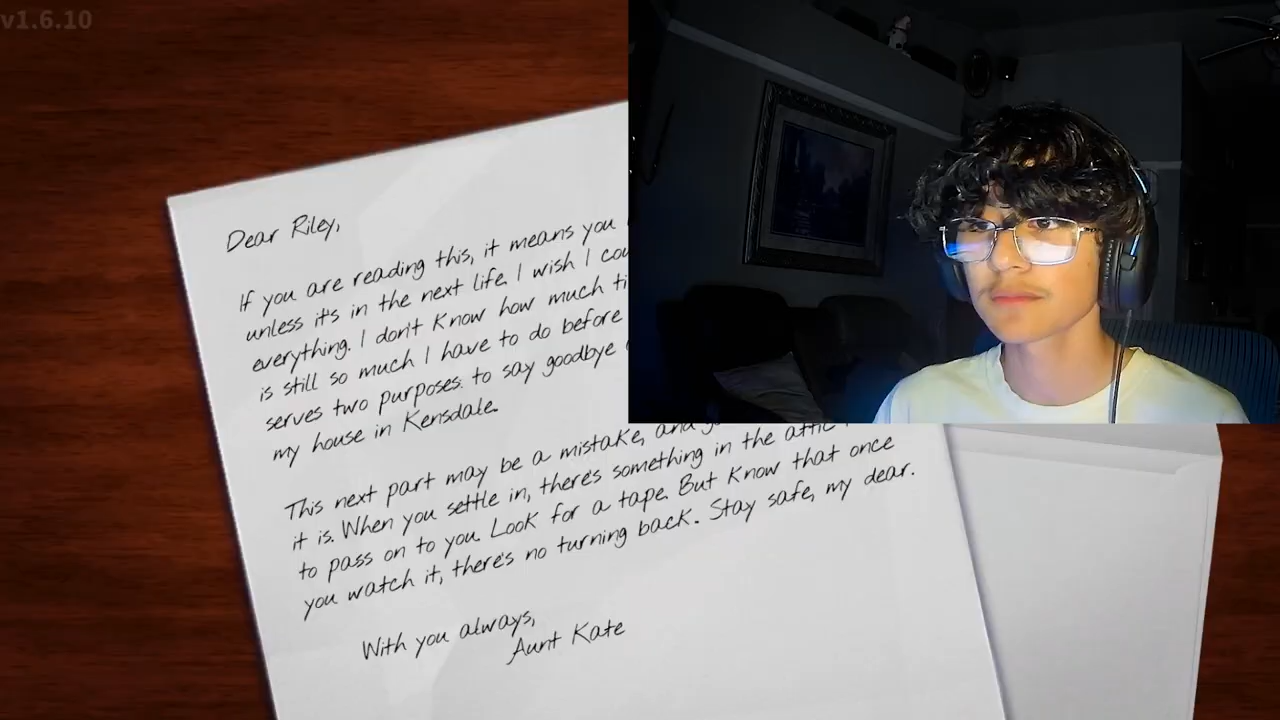 v1.6.10
Dear Riley,
If you are reading this, it means you
unless it's in the next life. I wish I
everything. I don't know how much
is still so much I have to do before
serves two purposes: to say goodbye
my house in Kensdale.
This next part may be a mistake, and
it is. When you settle in, there's something in the attic
to pass on to you. Look for a tape. But know that once
you watch it, there's no turning back. Stay safe, my dear.
With you always,
Aunt Kate